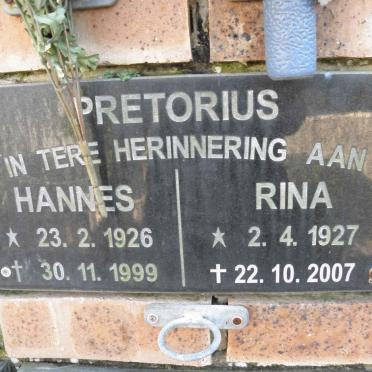 PRETORIUS
IN TERE HERINNERING AAN
HANNES
★ 23. 2. 1926
✝ 30. 11. 1999
RINA
★ 2. 4. 1927
✝ 22. 10. 2007